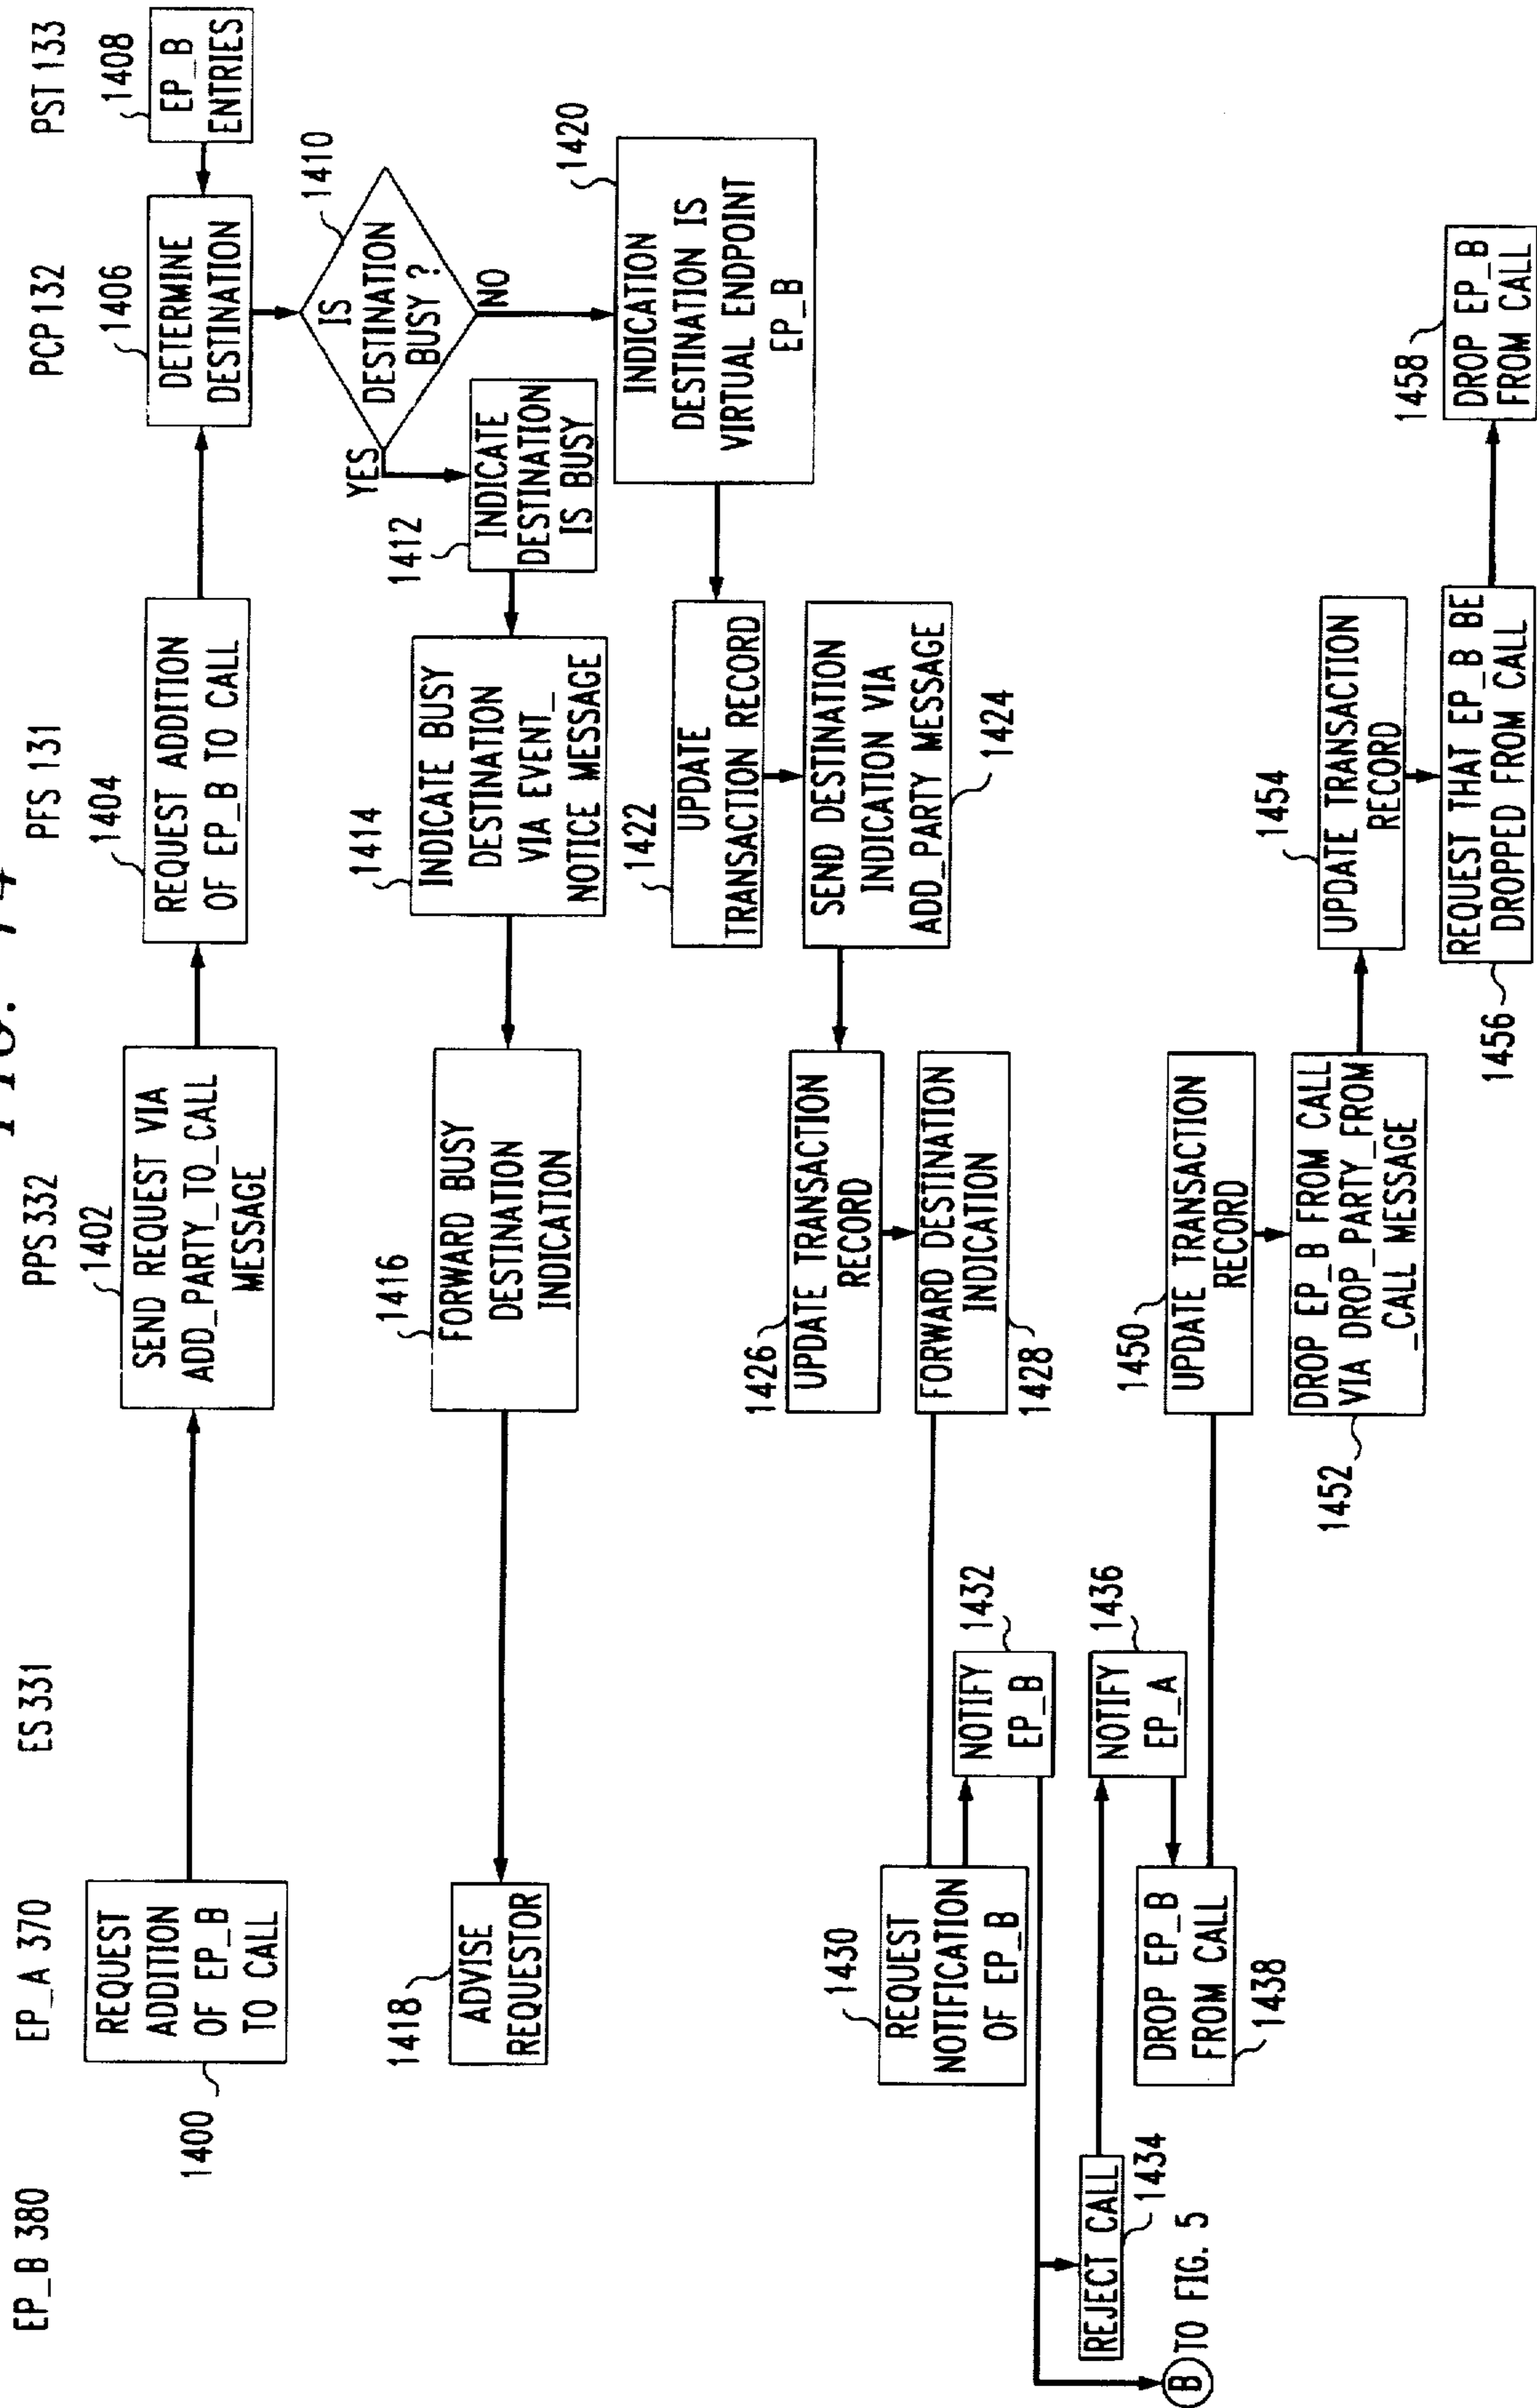 FIG. 14
EP_B 380
EP_A 370
ES 331
PPS 332
PFS 131
PCP 132
PST 133
1400
REQUEST
ADDITION
OF EP_B
TO CALL
1402
SEND REQUEST VIA
ADD_PARTY_TO_CALL
MESSAGE
1404
REQUEST ADDITION
OF EP_B TO CALL
1406
DETERMINE
DESTINATION
1408
EP_B
ENTRIES
1410
IS
DESTINATION
BUSY ?
YES
NO
1412
INDICATE
DESTINATION
IS BUSY
1414
INDICATE BUSY
DESTINATION
VIA EVENT_
NOTICE MESSAGE
1416
FORWARD BUSY
DESTINATION
INDICATION
1418
ADVISE
REQUESTOR
1420
INDICATION
DESTINATION IS
VIRTUAL ENDPOINT
EP_B
1422
UPDATE
TRANSACTION RECORD
SEND DESTINATION
INDICATION VIA
ADD_PARTY MESSAGE
1424
1426
UPDATE TRANSACTION
RECORD
FORWARD DESTINATION
INDICATION
1428
1430
REQUEST
NOTIFICATION
OF EP_B
1432
NOTIFY
EP_B
REJECT CALL
1434
B TO FIG. 5
1436
NOTIFY
EP_A
DROP EP_B
FROM CALL
1438
1450
UPDATE TRANSACTION
RECORD
DROP EP_B FROM CALL
VIA DROP_PARTY_FROM
_CALL MESSAGE
1452
1454
UPDATE TRANSACTION
RECORD
REQUEST THAT EP_B BE
DROPPED FROM CALL
1456
1458
DROP EP_B
FROM CALL